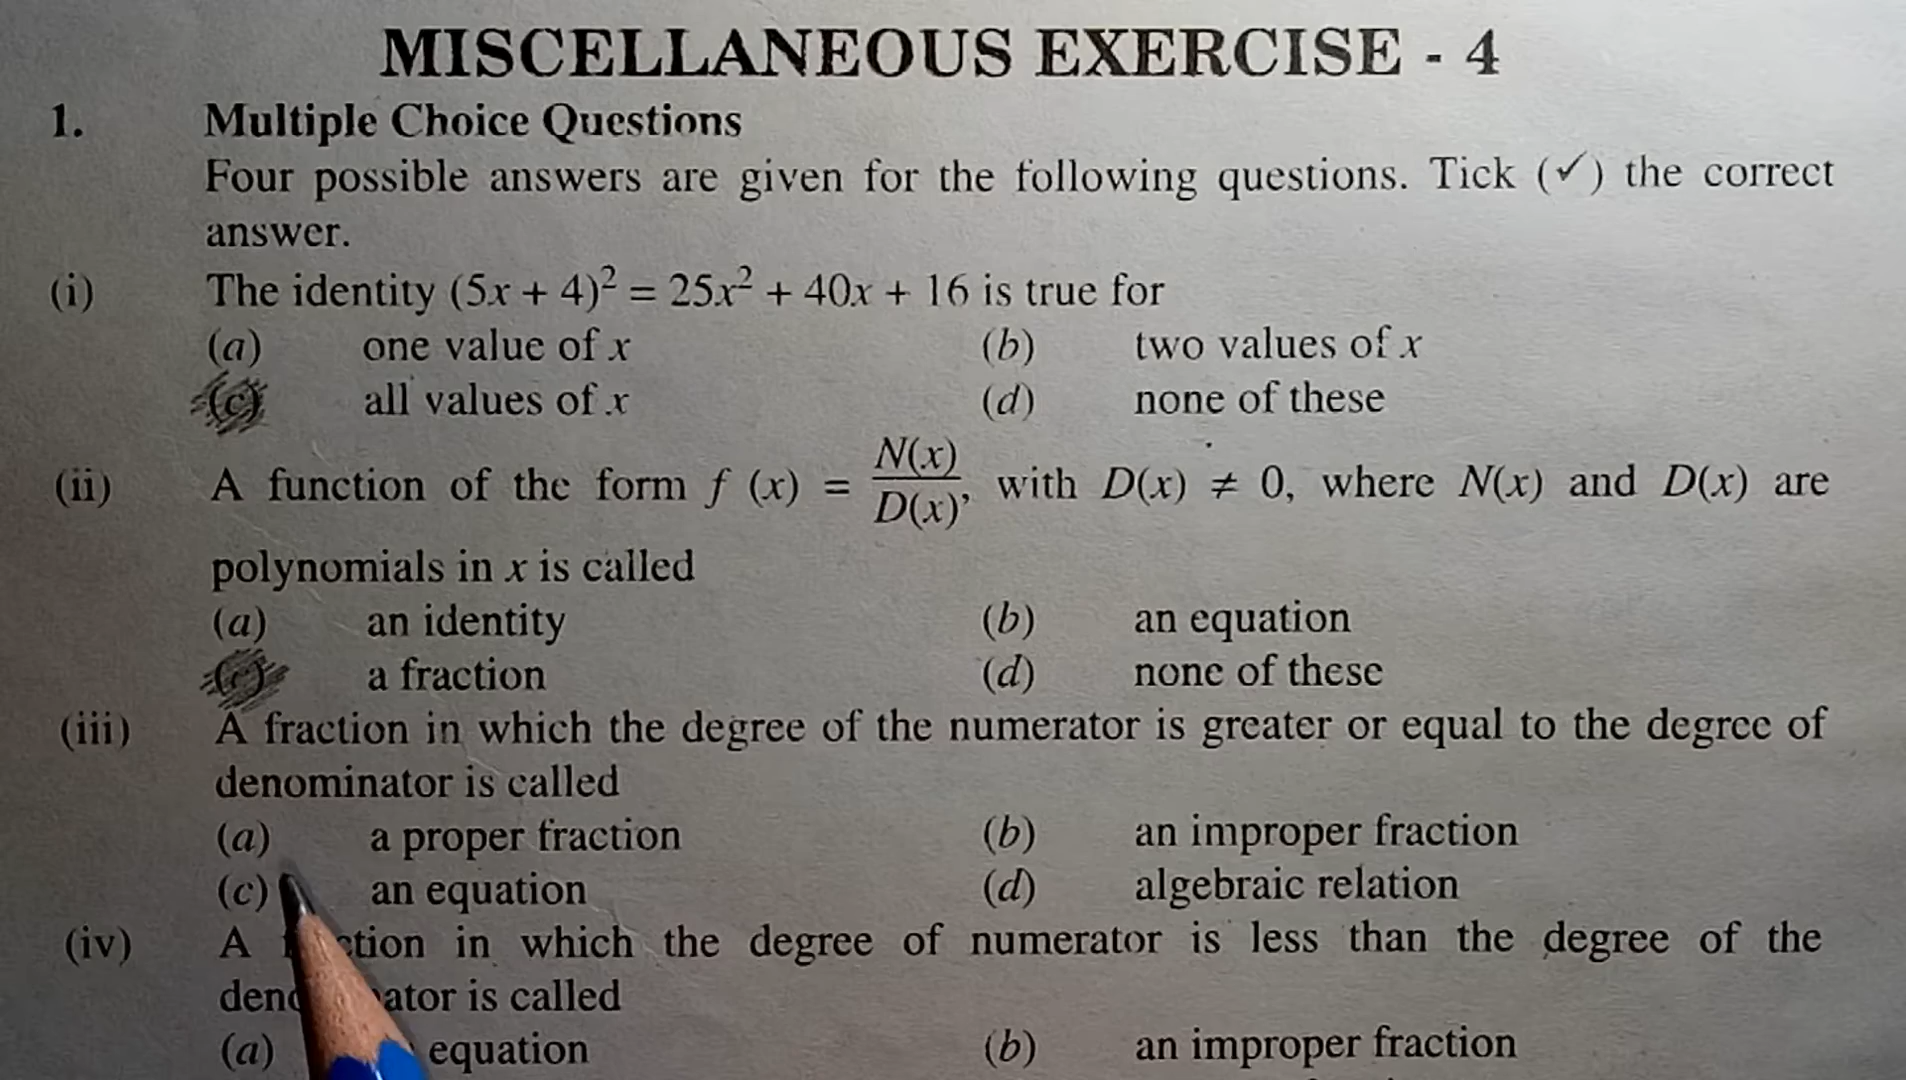 MISCELLANEOUS EXERCISE - 4
1. Multiple Choice Questions
Four possible answers are given for the following questions. Tick (✓) the correct
answer.
(i) The identity (5x + 4)² = 25x² + 40x + 16 is true for
(a) one value of x (b) two values of x
(c) all values of x (d) none of these
(ii) A function of the form f (x) = N(x)/D(x), with D(x) ≠ 0, where N(x) and D(x) are
polynomials in x is called
(a) an identity (b) an equation
(c) a fraction (d) none of these
(iii) A fraction in which the degree of the numerator is greater or equal to the degree of
denominator is called
(a) a proper fraction (b) an improper fraction
(c) an equation (d) algebraic relation
(iv) A in which the degree of numerator is less than the degree of the
is called
(a) equation (b) an improper fraction